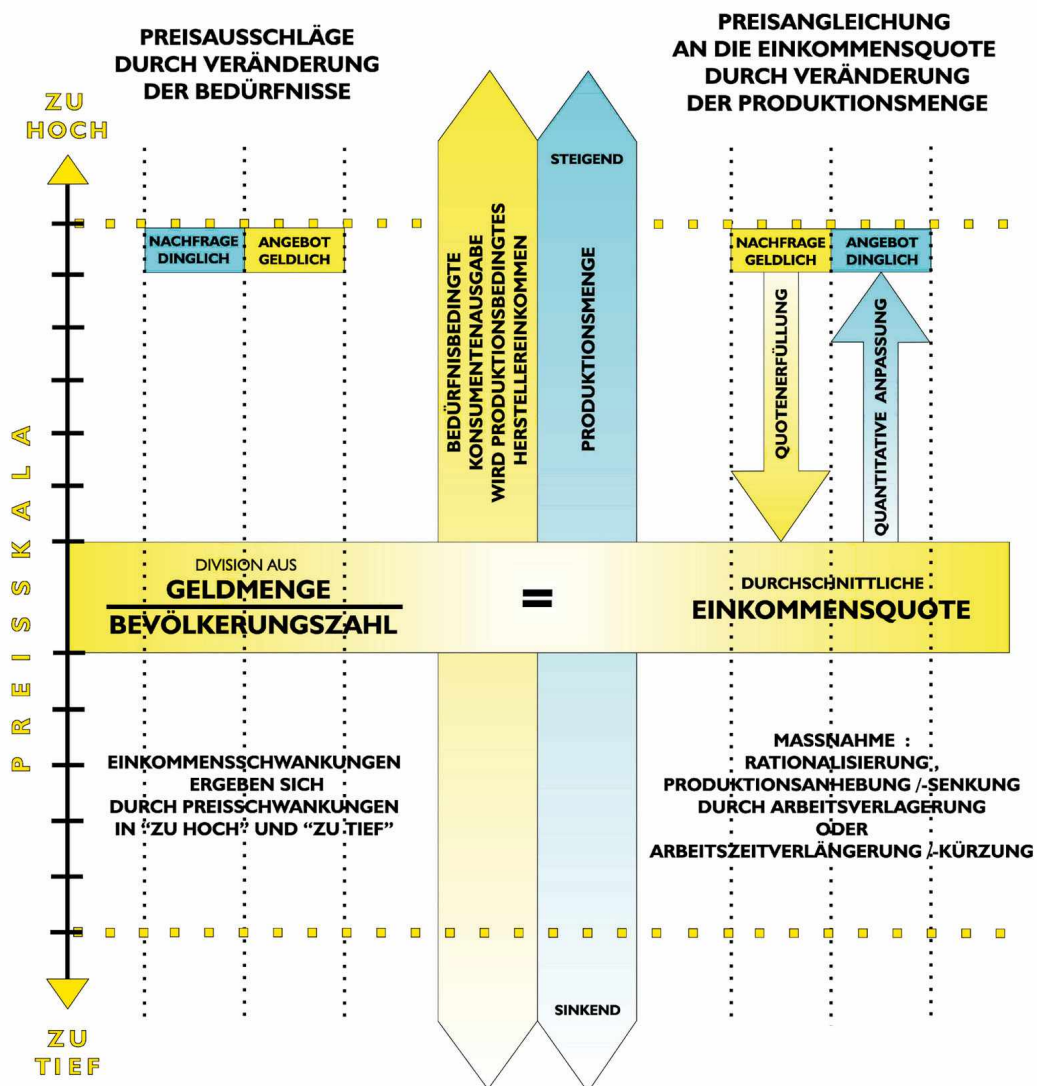 PREISAUSSCHLÄGE
DURCH VERÄNDERUNG
DER BEDÜRFNISSE
PREISANGLEICHUNG
AN DIE EINKOMMENSQUOTE
DURCH VERÄNDERUNG
DER PRODUKTIONSMENGE
ZU
HOCH
PREISSKALA
ZU
TIEF
NACHFRAGE
DINGLICH
ANGEBOT
GELDLICH
BEDÜRFNISBEDINGTE
KONSUMENTENAUSGABE
WIRD PRODUKTIONSBEDINGTES
HERSTELLEREINKOMMEN
STEIGEND
PRODUKTIONSMENGE
SINKEND
NACHFRAGE
GELDLICH
ANGEBOT
DINGLICH
QUOTENERFÜLLUNG
QUANTITATIVE ANPASSUNG
DIVISION AUS
GELDMENGE
BEVÖLKERUNGSZAHL
=
DURCHSCHNITTLICHE
EINKOMMENSQUOTE
EINKOMMENSSCHWANKUNGEN
ERGEBEN SICH
DURCH PREISSCHWANKUNGEN
IN “ZU HOCH” UND “ZU TIEF”
MASSNAHME :
RATIONALISIERUNG ,
PRODUKTIONSANHEBUNG /-SENKUNG
DURCH ARBEITSVERLAGERUNG
ODER
ARBEITSZEITVERLÄNGERUNG /-KÜRZUNG